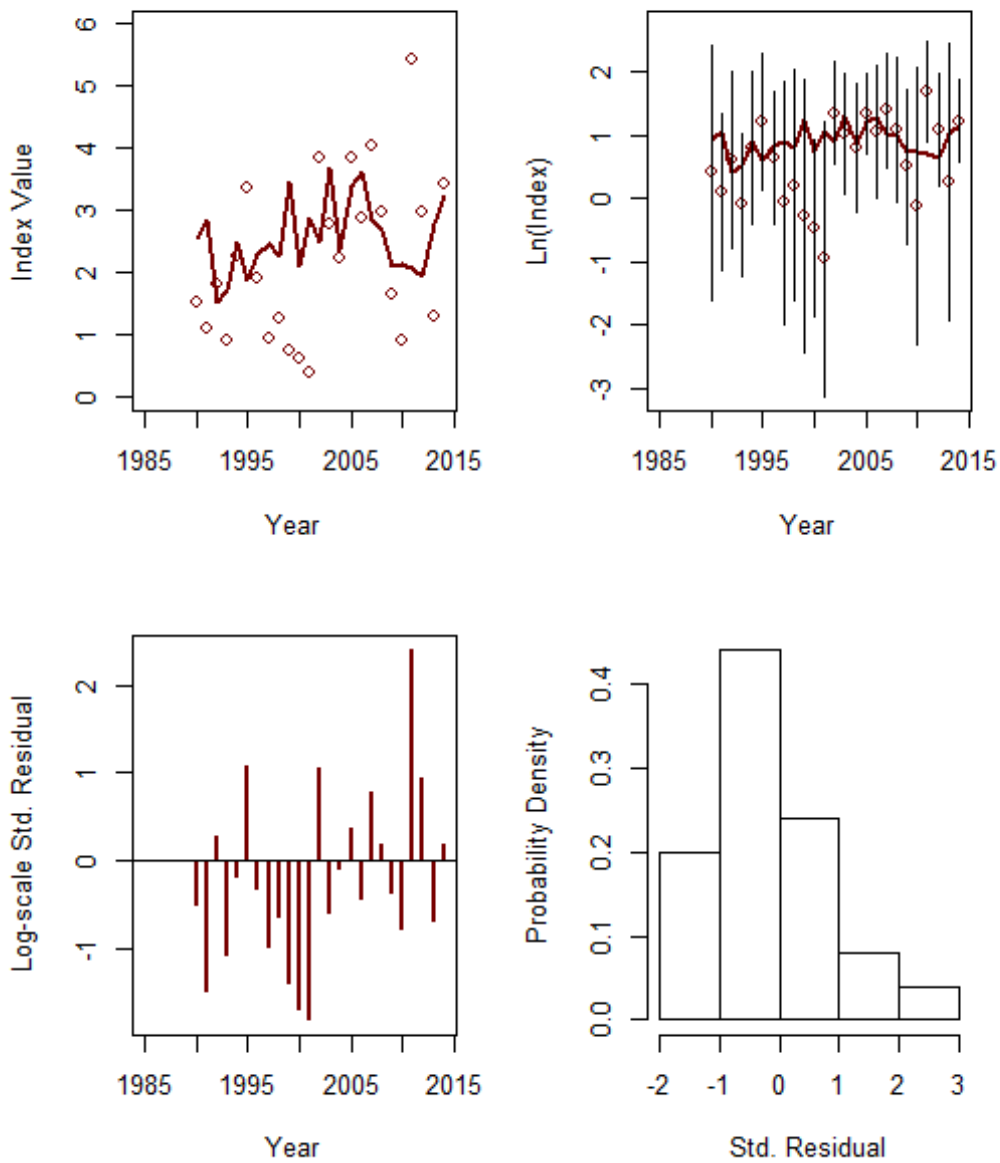 Index Value
6
5
4
3
2
1
0
1985 1995 2005 2015
Year
Ln(Index)
2
1
0
-1
-2
-3
1985 1995 2005 2015
Year
Log-scale Std. Residual
2
1
0
-1
1985 1995 2005 2015
Year
Probability Density
0.4
0.3
0.2
0.1
0.0
-2 -1 0 1 2 3
Std. Residual